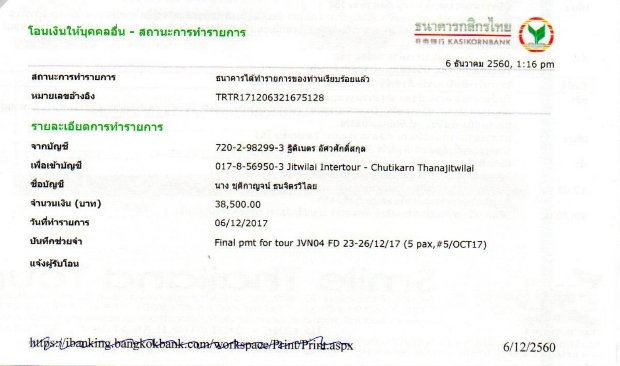 โอนเงินให้บุคคลอื่น - สถานะการทำรายการ
ธนาคารกสิกรไทย
开泰银行 KASIKORNBANK
6 ธันวาคม 2560, 1:16 pm
สถานะการทำรายการ ธนาคารได้ทำรายการของท่านเรียบร้อยแล้ว
หมายเลขอ้างอิง TRTR171206321675128
รายละเอียดการทำรายการ
จากบัญชี 720-2-98299-3 ฐิติเนตร อัศวศักดิ์สกุล
เพื่อเข้าบัญชี 017-8-56950-3 Jitwilai Intertour - Chutikarn Thanajitwilai
ชื่อบัญชี นาง ชุติกาญจน์ ธนจิตรวิไลย
จำนวนเงิน (บาท) 38,500.00
วันที่ทำรายการ 06/12/2017
บันทึกช่วยจำ Final pmt for tour JVN04 FD 23-26/12/17 (5 pax,#5/OCT17)
แจ้งผู้รับโอน
https://ibanking.bangkokbank.com/workspace/Print/Print.aspx 6/12/2560